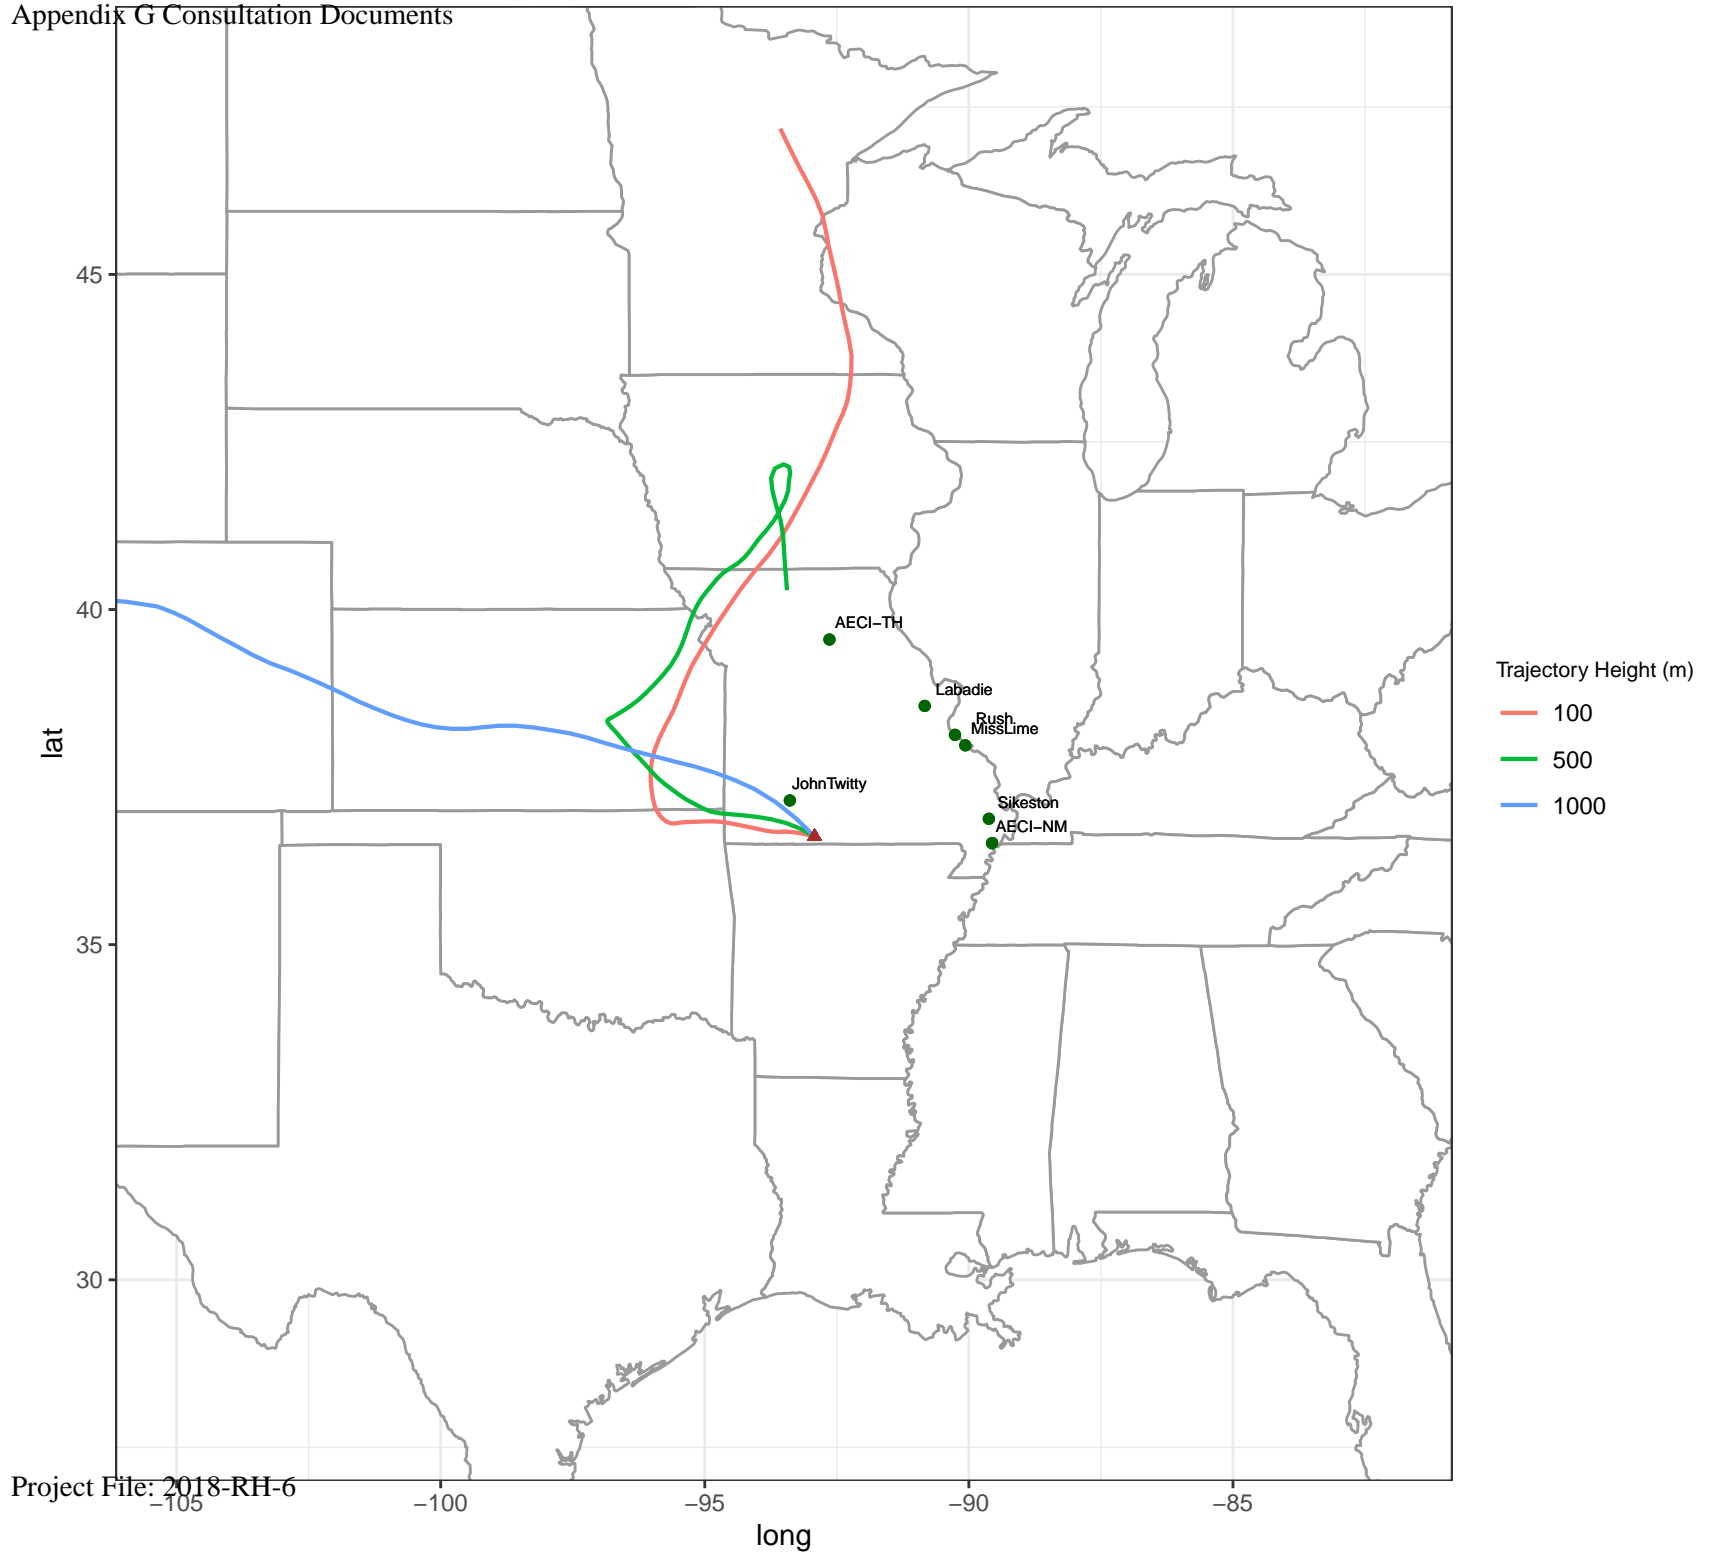 Appendix G Consultation Documents
45
40
35
30
lat
AECI−TH
Labadie
Rush
MissLime
JohnTwitty
Sikeston
AECI−NM
Trajectory Height (m)
100
500
1000
Project File: 2018-RH-6
−105
−100
−95
−90
−85
long